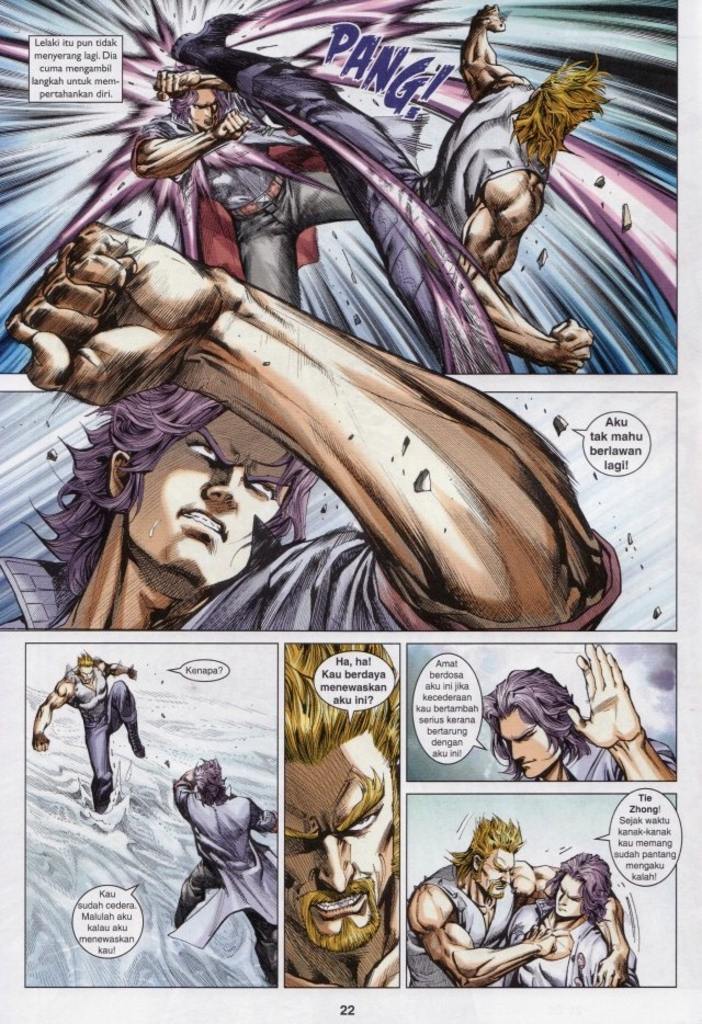 Lelaki itu pun tidak
menyerang lagi. Dia
cuma mengambil
langkah untuk mem-
pertahankan diri.
PANG!
Aku
tak mahu
berlawan
lagi!
Kenapa?
Kau
sudah cedera.
Malulah aku
kalau aku
menewaskan
kau!
Ha, ha!
Kau berdaya
menewaskan
aku ini?
Amat
berdosa
aku ini jika
kecederaan
kau bertambah
serius kerana
bertarung
dengan
aku ini!
Tie
Zhong!
Sejak waktu
kanak-kanak
kau memang
sudah pantang
mengaku
kalah!
22